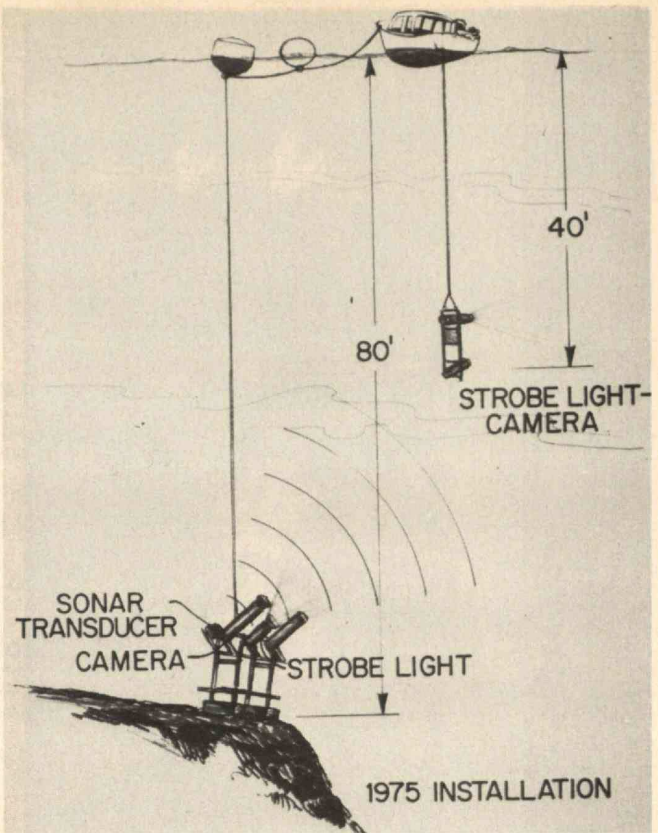 40'
80'
STROBE LIGHT-
CAMERA
SONAR
TRANSDUCER
CAMERA
STROBE LIGHT
1975 INSTALLATION